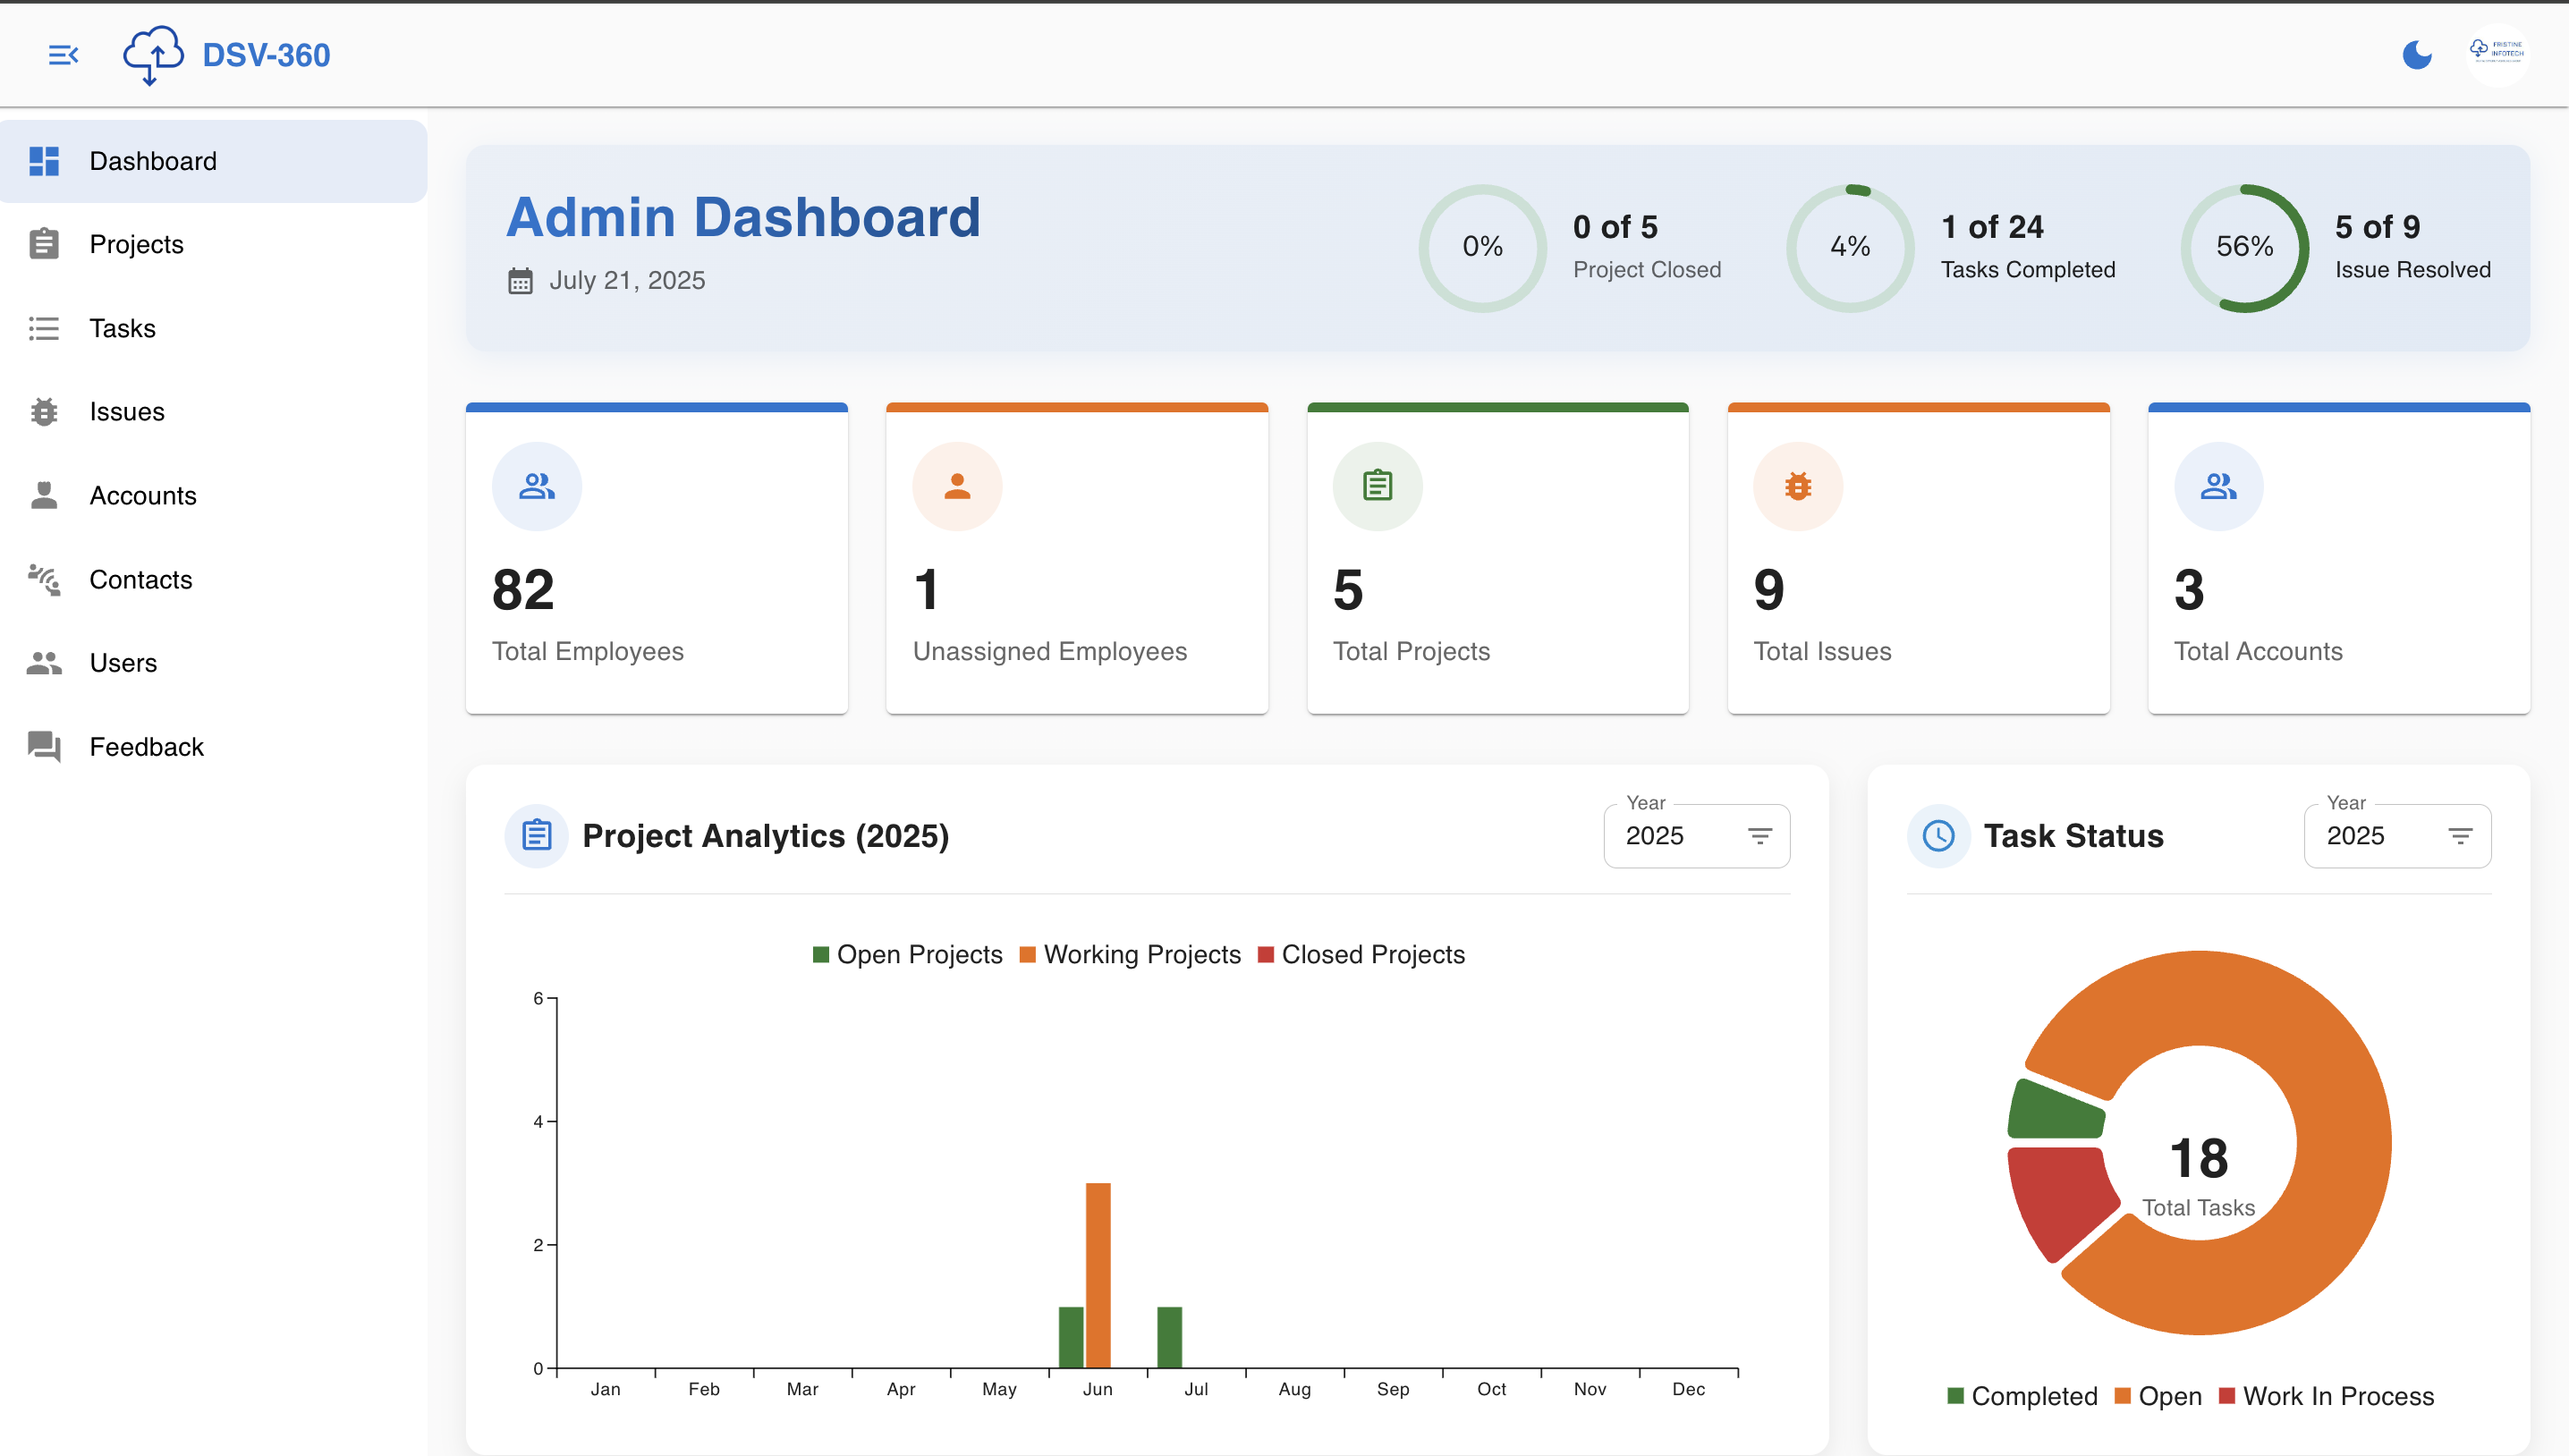 DSV-360
FRISTINE
INFOTECH
Dashboard
Projects
Tasks
Issues
Accounts
Contacts
Users
Feedback
Admin Dashboard
July 21, 2025
0%
0 of 5
Project Closed
4%
1 of 24
Tasks Completed
56%
5 of 9
Issue Resolved
82
Total Employees
1
Unassigned Employees
5
Total Projects
9
Total Issues
3
Total Accounts
Project Analytics (2025)
Year
2025
Open Projects Working Projects Closed Projects
6
4
2
0
Jan Feb Mar Apr May Jun Jul Aug Sep Oct Nov Dec
Task Status
Year
2025
18
Total Tasks
Completed Open Work In Process